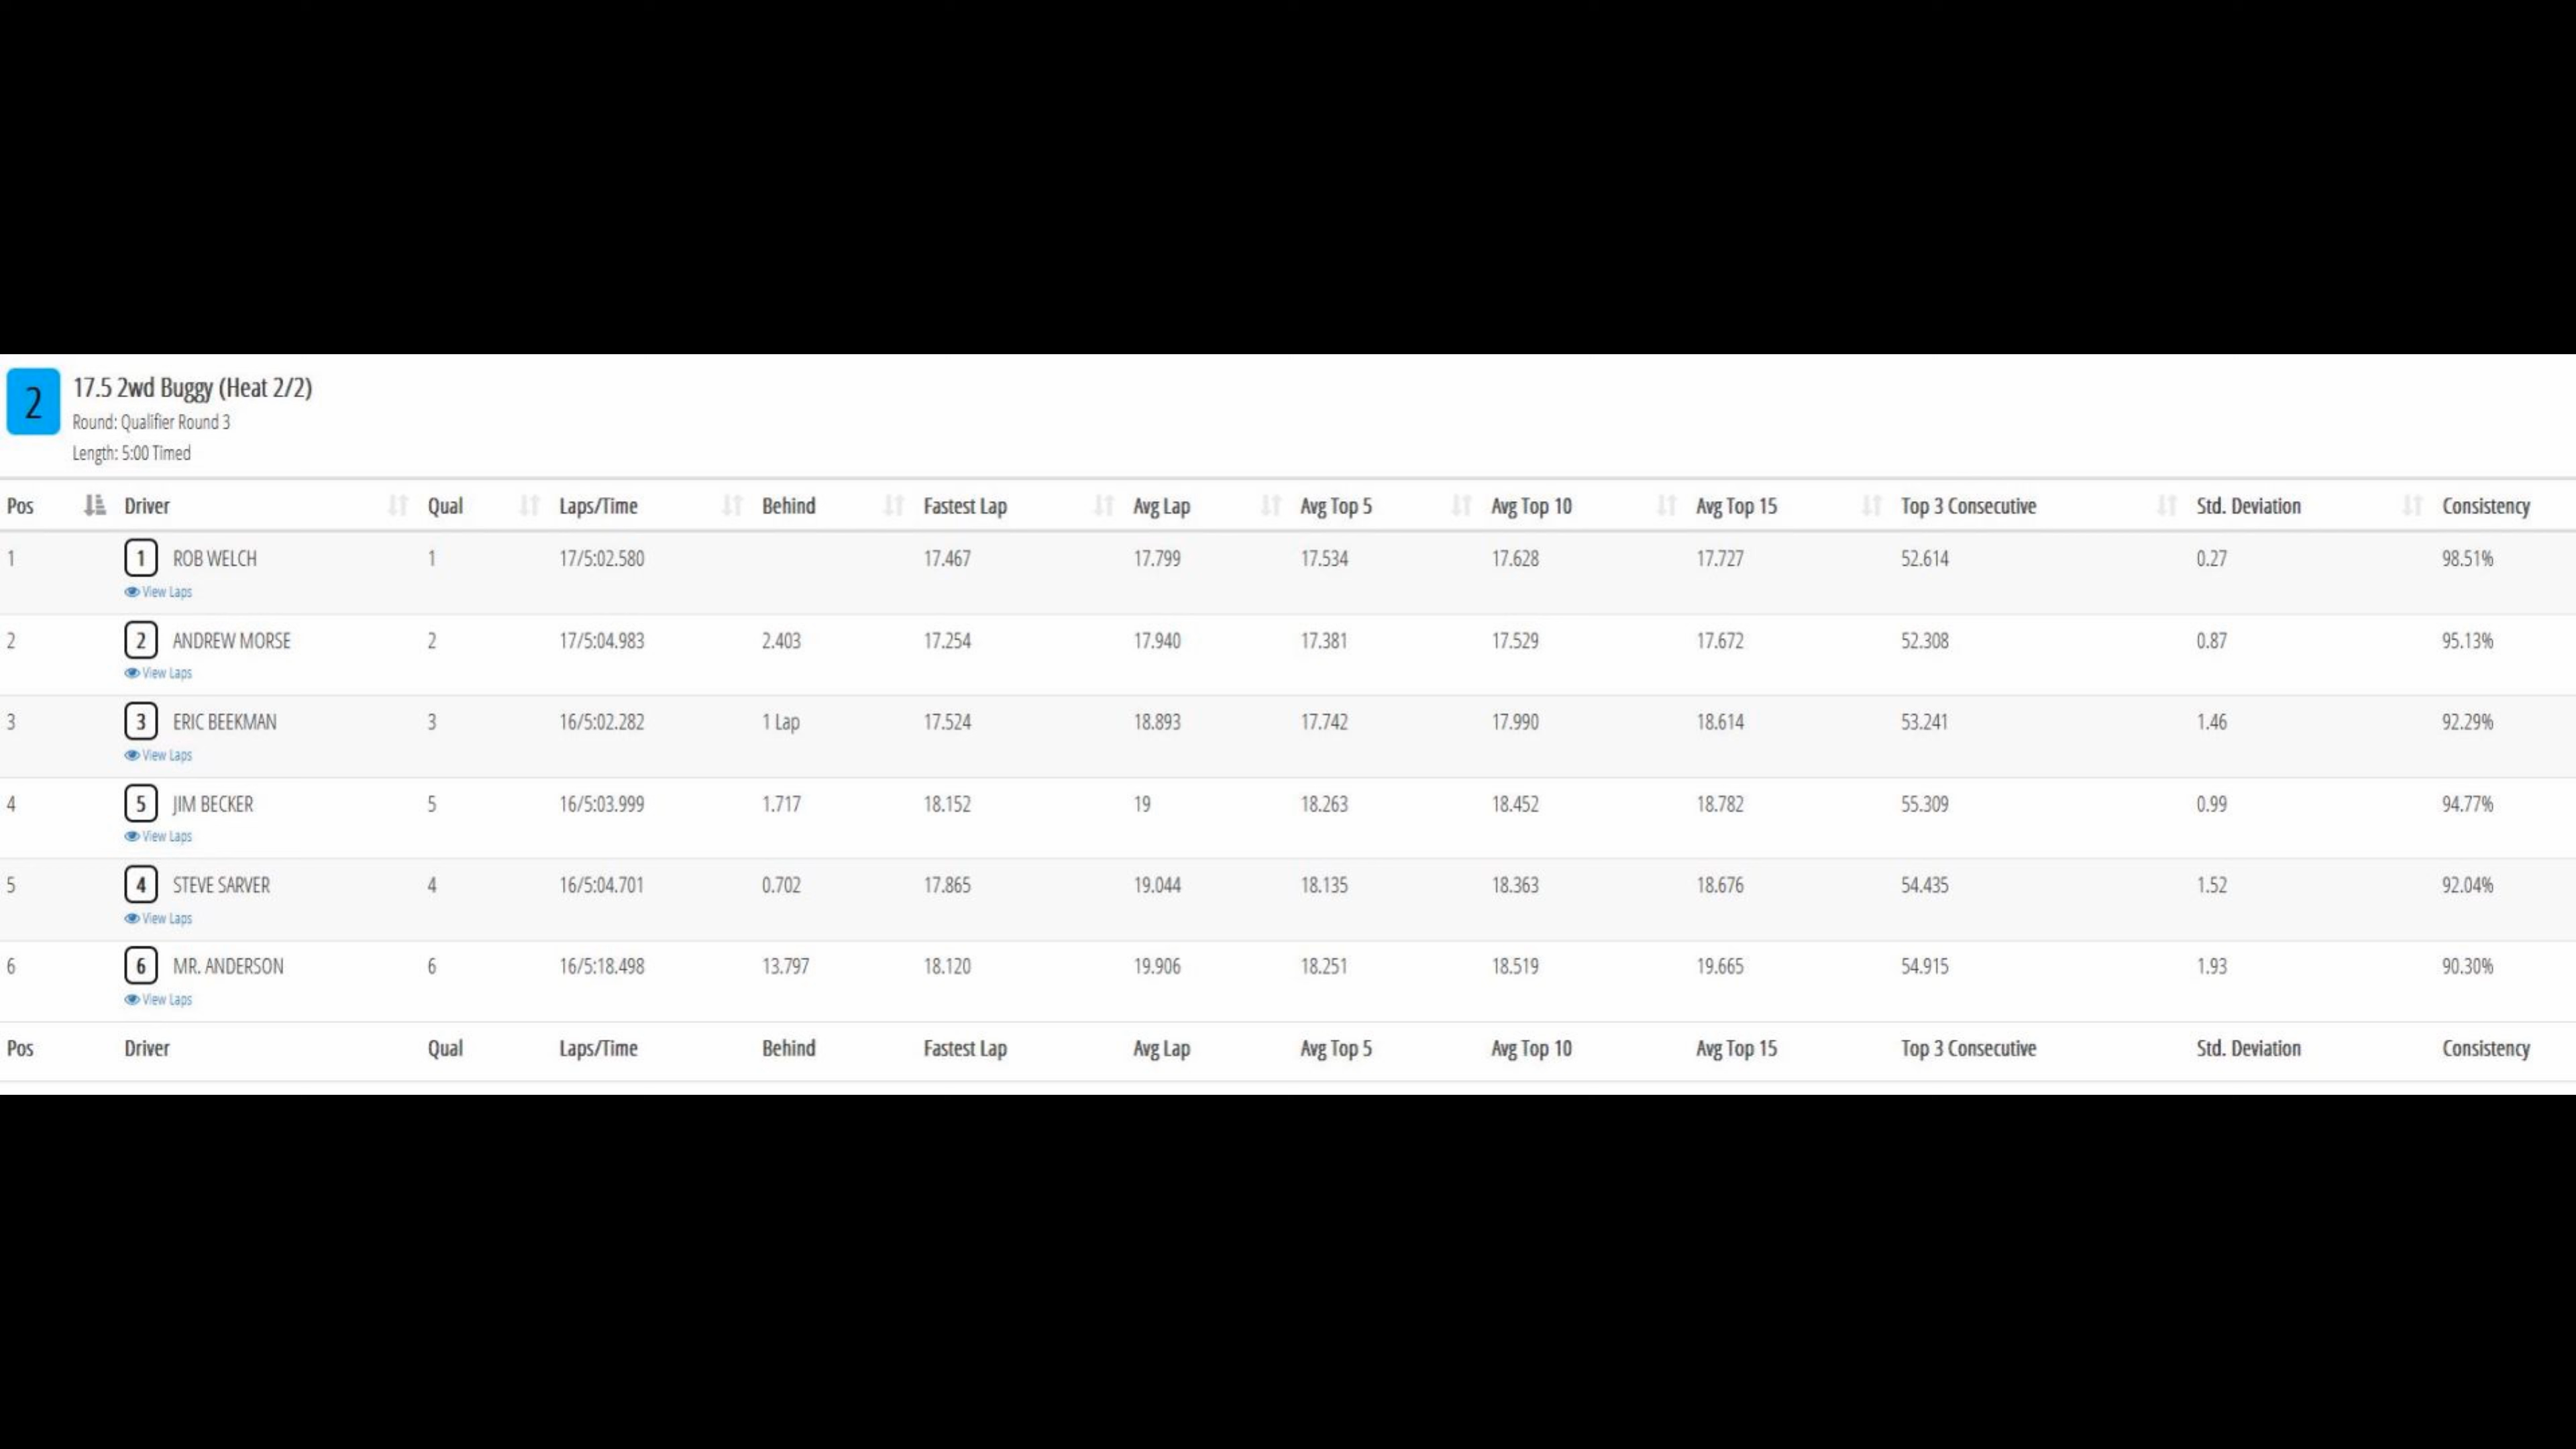 2
17.5 2wd Buggy (Heat 2/2)
Round: Qualifier Round 3
Length: 5:00 Timed
Pos Driver Qual Laps/Time Behind Fastest Lap Avg Lap Avg Top 5 Avg Top 10 Avg Top 15 Top 3 Consecutive Std. Deviation Consistency
1 1 ROB WELCH 1 17/5:02.580 17.467 17.799 17.534 17.628 17.727 52.614 0.27 98.51%
View Laps
2 2 ANDREW MORSE 2 17/5:04.983 2.403 17.254 17.940 17.381 17.529 17.672 52.308 0.87 95.13%
View Laps
3 3 ERIC BEEKMAN 3 16/5:02.282 1 Lap 17.524 18.893 17.742 17.990 18.614 53.241 1.46 92.29%
View Laps
4 5 JIM BECKER 5 16/5:03.999 1.717 18.152 19 18.263 18.452 18.782 55.309 0.99 94.77%
View Laps
5 4 STEVE SARVER 4 16/5:04.701 0.702 17.865 19.044 18.135 18.363 18.676 54.435 1.52 92.04%
View Laps
6 6 MR. ANDERSON 6 16/5:18.498 13.797 18.120 19.906 18.251 18.519 19.665 54.915 1.93 90.30%
View Laps
Pos Driver Qual Laps/Time Behind Fastest Lap Avg Lap Avg Top 5 Avg Top 10 Avg Top 15 Top 3 Consecutive Std. Deviation Consistency